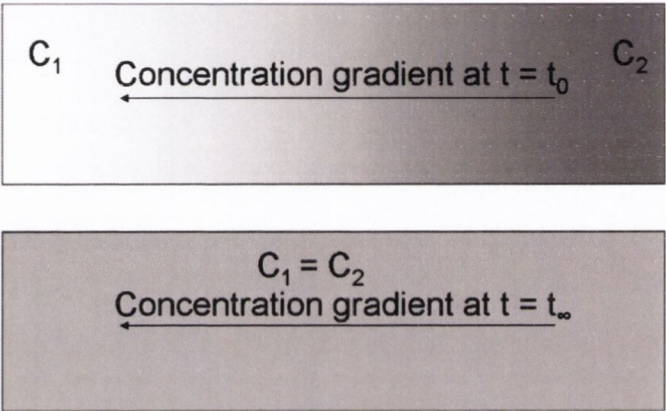 C₁ C₂
Concentration gradient at t = t₀
C₁ = C₂
Concentration gradient at t = t∞